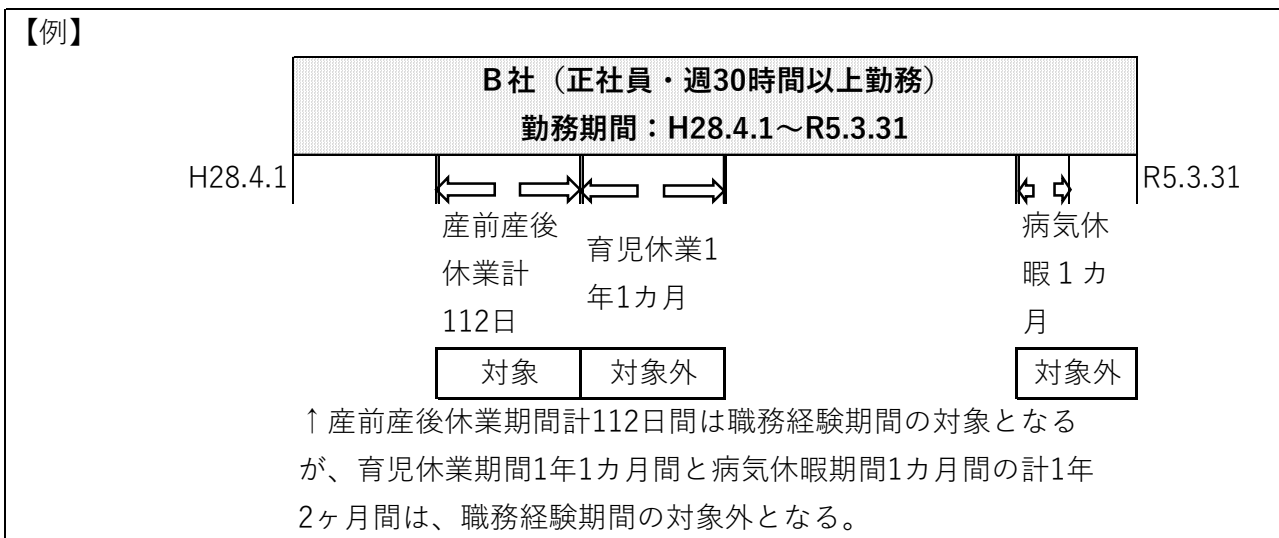 【例】
B社（正社員・週30時間以上勤務）
勤務期間：H28.4.1～R5.3.31
H28.4.1
R5.3.31
産前産後
休業計
112日
育児休業1
年1カ月
病気休
暇１カ
月
対象
対象外
対象外
↑産前産後休業期間計112日間は職務経験期間の対象となる
が、育児休業期間1年1カ月間と病気休暇期間1カ月間の計1年
2ヶ月間は、職務経験期間の対象外となる。